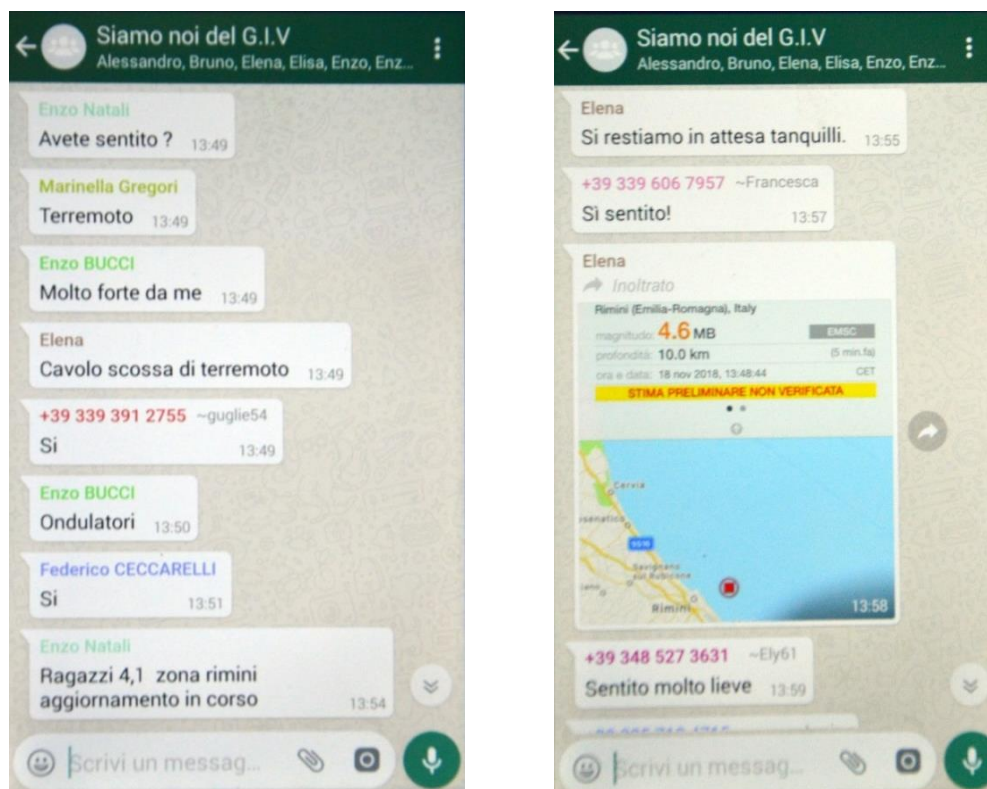 Siamo noi del G.I.V
Alessandro, Bruno, Elena, Elisa, Enzo, Enz...
Enzo Natali
Avete sentito ? 13:49
Marinella Gregori
Terremoto 13:49
Enzo BUCCI
Molto forte da me 13:49
Elena
Cavolo scossa di terremoto 13:49
+39 339 391 2755 ~guglie54
Si 13:49
Enzo BUCCI
Ondulatori 13:50
Federico CECCARELLI
Si 13:51
Enzo Natali
Ragazzi 4,1 zona rimini
aggiornamento in corso 13:54
Scrivi un messag...
Siamo noi del G.I.V
Alessandro, Bruno, Elena, Elisa, Enzo, Enz...
Elena
Si restiamo in attesa tanquilli. 13:55
+39 339 606 7957 ~Francesca
Sì sentito! 13:57
Elena
Inoltrato
Rimini (Emilia-Romagna), Italy
magnitudo: 4.6 MB EMSC
profondità: 10.0 km (5 min.fa)
ora e data: 18 nov 2018, 13:48:44 CET
STIMA PRELIMINARE NON VERIFICATA
Cervia
senatico
Savignano
sul Rubicone
Rimini
13:58
+39 348 527 3631 ~Ely61
Sentito molto lieve 13:59
Scrivi un messag...